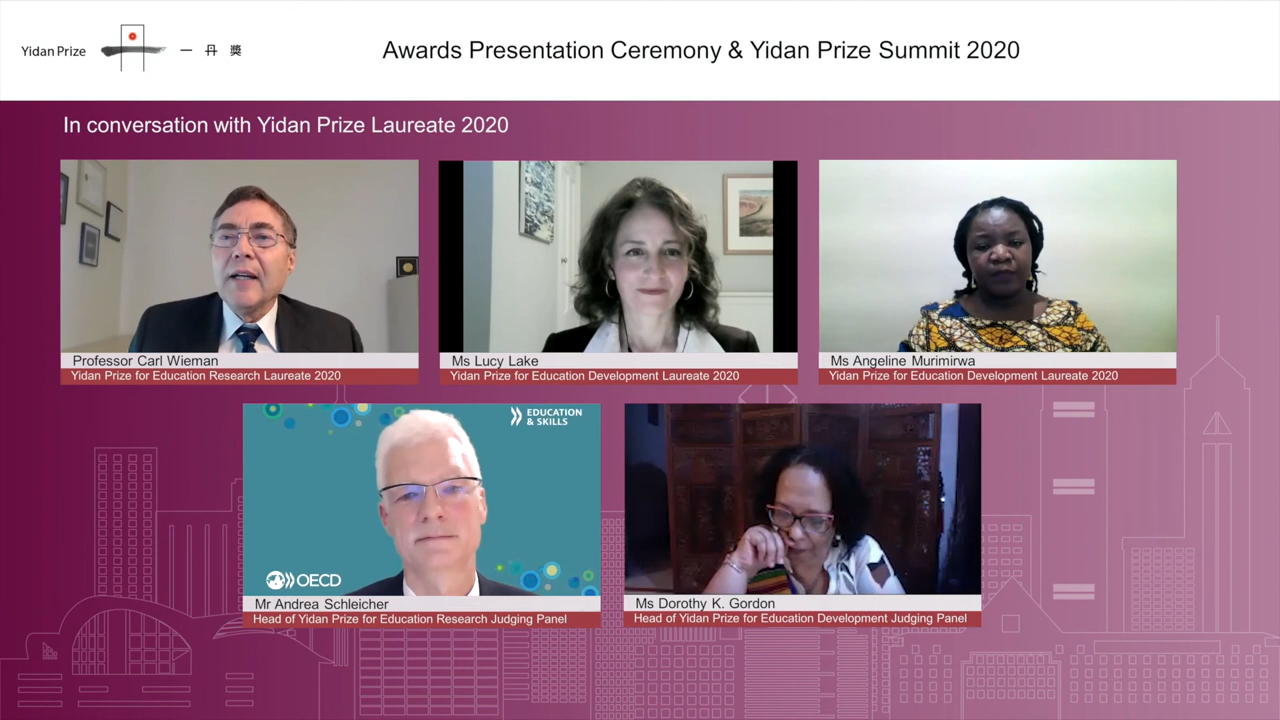 Yidan Prize 一 丹 獎
Awards Presentation Ceremony & Yidan Prize Summit 2020
In conversation with Yidan Prize Laureate 2020
Professor Carl Wieman
Yidan Prize for Education Research Laureate 2020
Ms Lucy Lake
Yidan Prize for Education Development Laureate 2020
Ms Angeline Murimirwa
Yidan Prize for Education Development Laureate 2020
EDUCATION
& SKILLS
OECD
Mr Andrea Schleicher
Head of Yidan Prize for Education Research Judging Panel
Ms Dorothy K. Gordon
Head of Yidan Prize for Education Development Judging Panel